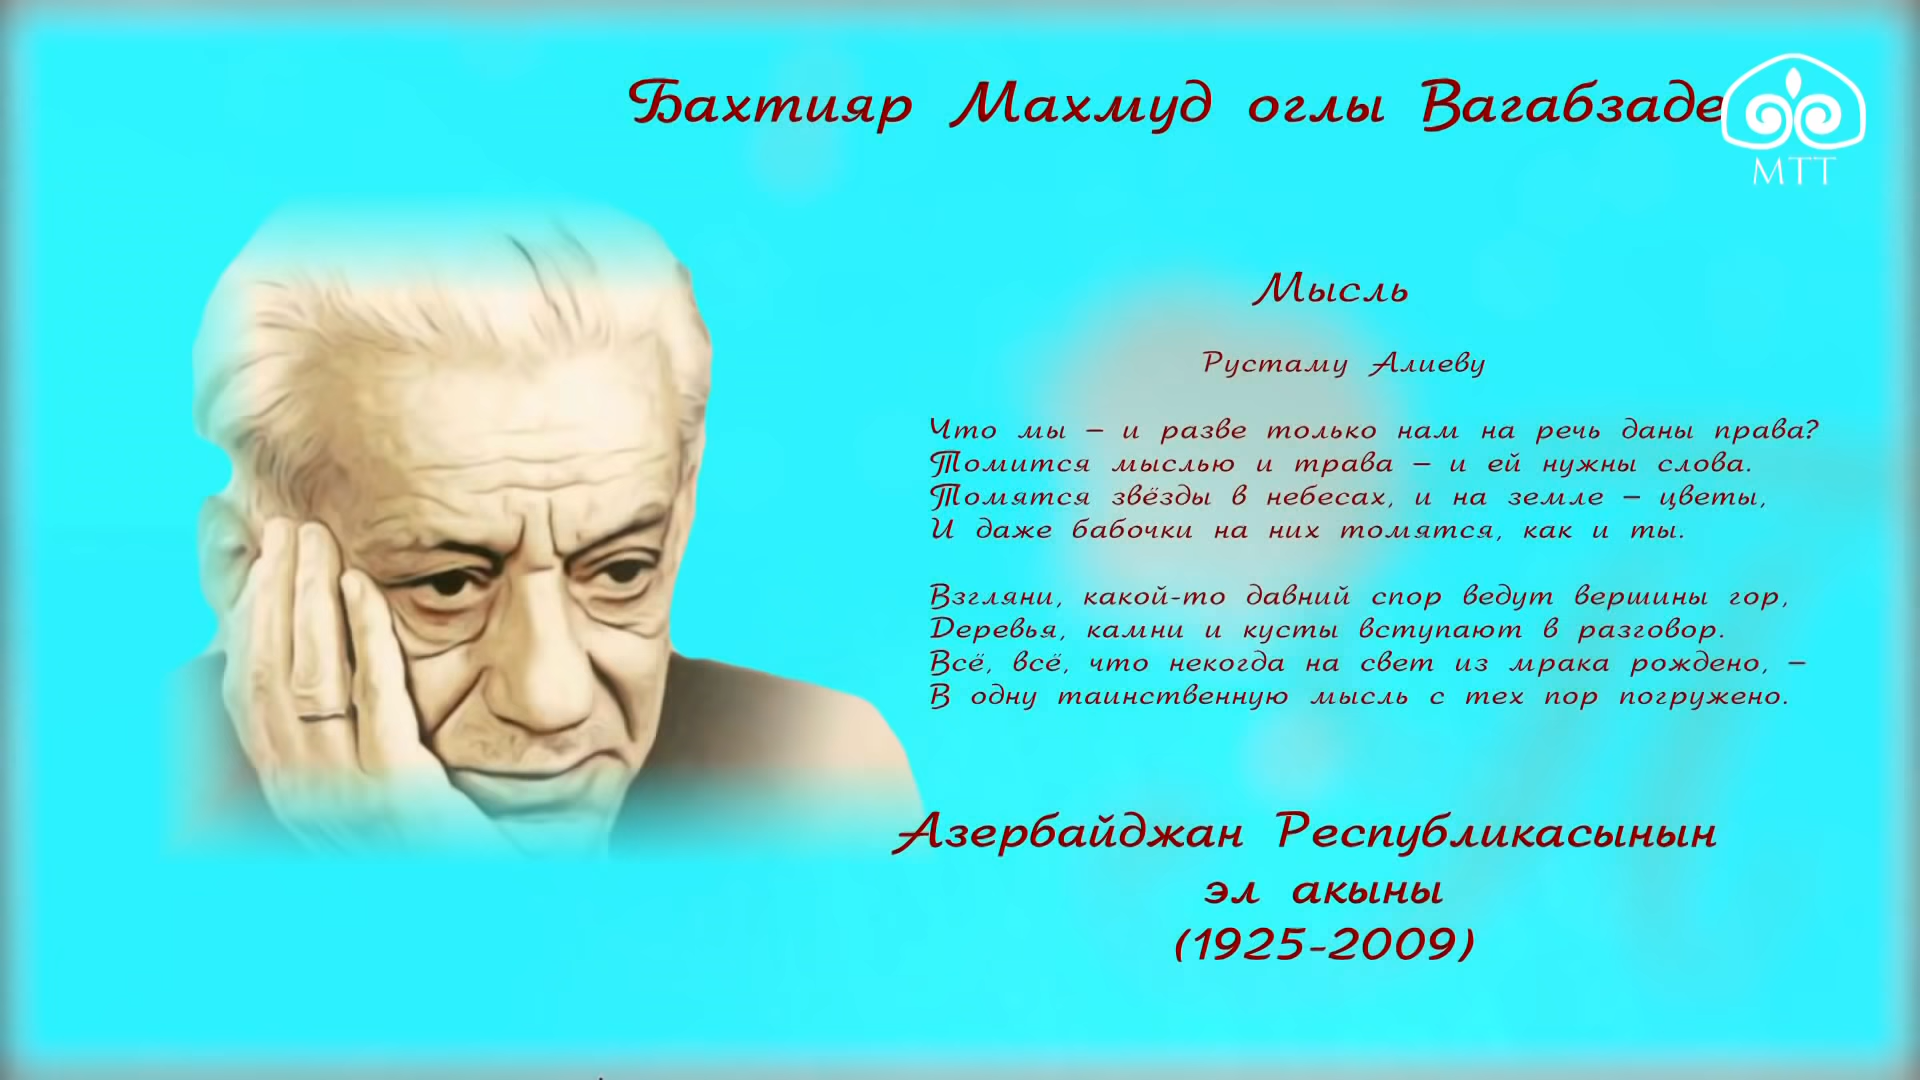 Бахтияр Махмуд оглы Вагабзаде
МТТ
Мысль
Рустаму Алиеву
Что мы – и разве только нам на речь даны права?
Томится мыслью и трава – и ей нужны слова.
Томятся звёзды в небесах, и на земле – цветы,
И даже бабочки на них томятся, как и ты.
Взгляни, какой-то давний спор ведут вершины гор,
Деревья, камни и кусты вступают в разговор.
Всё, всё, что некогда на свет из мрака рождено, –
В одну таинственную мысль с тех пор погружено.
Азербайджан Республикасынын
эл акыны
(1925-2009)